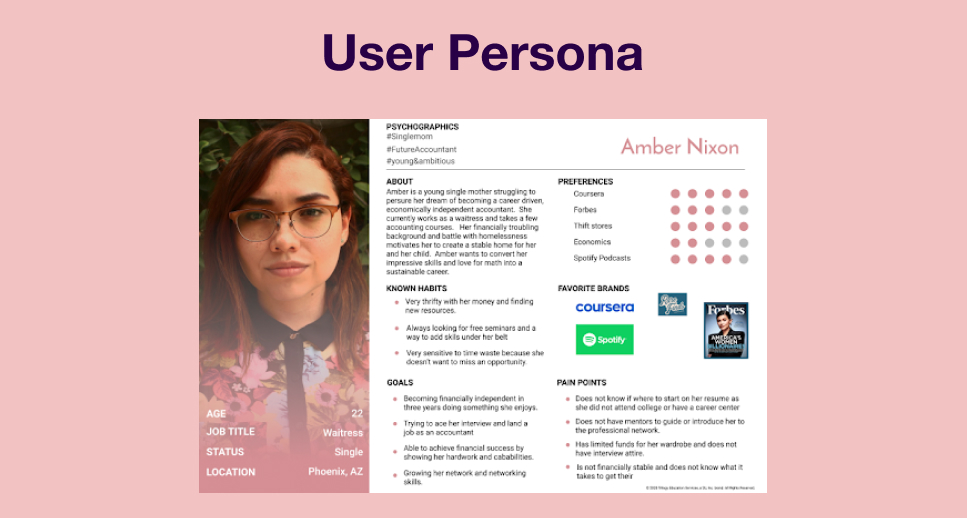 User Persona
PSYCHOGRAPHICS
#Singlemom
#FutureAccountant
#young&ambitious
Amber Nixon
ABOUT
Amber is a young single mother struggling to
persure her dream of becoming a career driven,
economically independent accountant. She
currently works as a waitress and takes a few
accounting courses. Her financially troubling
background and battle with homelessness
motivates her to create a stable home for her
and her child. Amber wants to convert her
impressive skills and love for math into a
sustainable career.
PREFERENCES
Coursera
Forbes
Thift stores
Economics
Spotify Podcasts
KNOWN HABITS
Very thrifty with her money and finding
new resources.
Always looking for free seminars and a
way to add skils under her belt
Very sensitive to time waste because she
doesn't want to miss an opportunity.
FAVORITE BRANDS
coursera
Spotify
Forbes
AMERICA'S
WOMEN
BILLIONAIRES
GOALS
Becoming financially independent in
three years doing something she enjoys.
Trying to ace her interview and land a
job as an accountant
Able to achieve financial success by
showing her hardwork and cababilities.
Growing her network and networking
skills.
PAIN POINTS
Does not know if where to start on her resume as
she did not attend college or have a career center
Does not have mentors to guide or introduce her to
the professional network.
Has limited funds for her wardrobe and does not
have interview attire.
Is not financially stable and does not know what it
takes to get their
AGE 22
JOB TITLE Waitress
STATUS Single
LOCATION Phoenix, AZ